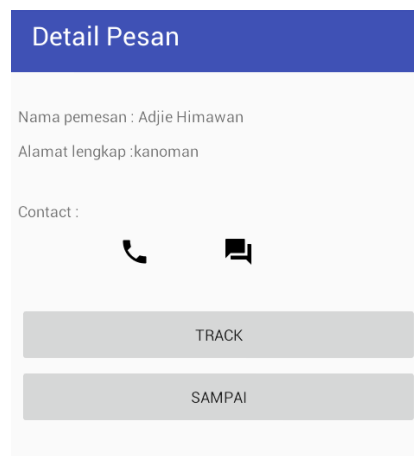 Detail Pesan
Nama pemesan : Adjie Himawan
Alamat lengkap :kanoman
Contact :
TRACK
SAMPAI